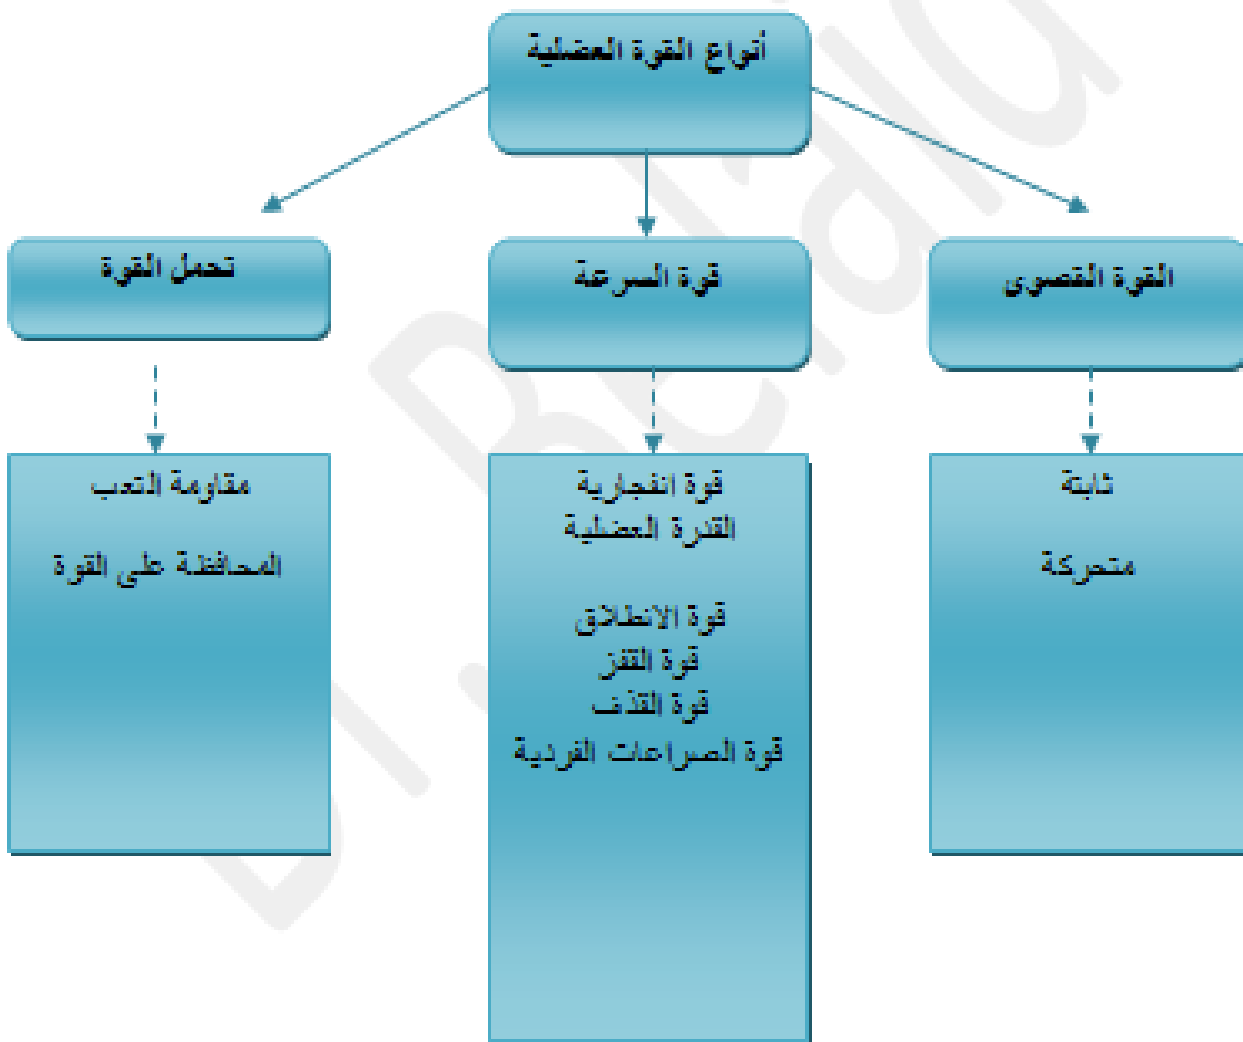 أنواع القوة العضلية
القوة القصوى
قوة السرعة
تحمل القوة
ثابتة
متحركة
قوة انفجارية
القدرة العضلية
قوة الانطلاق
قوة القفز
قوة القذف
قوة الصراعات الفردية
مقاومة التعب
المحافظة على القوة